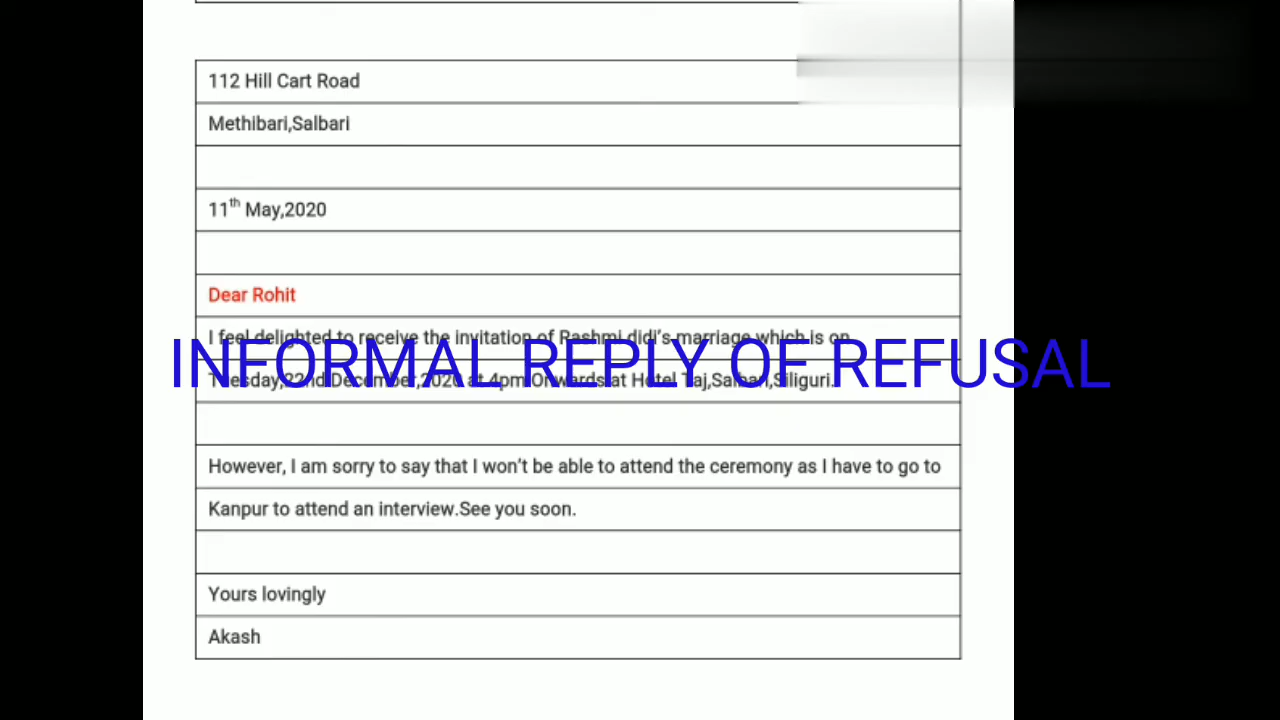 112 Hill Cart Road
Methibari,Salbari
11th May,2020
Dear Rohit
I feel delighted to receive the invitation of Rashmi didi's marriage which is on
INFORMAL REPLY OF REFUSAL
Tuesday,22nd December,2020 at 4pm Onwards at Hotel Taj,Salbari,Siliguri.
However, I am sorry to say that I won't be able to attend the ceremony as I have to go to
Kanpur to attend an interview.See you soon.
Yours lovingly
Akash